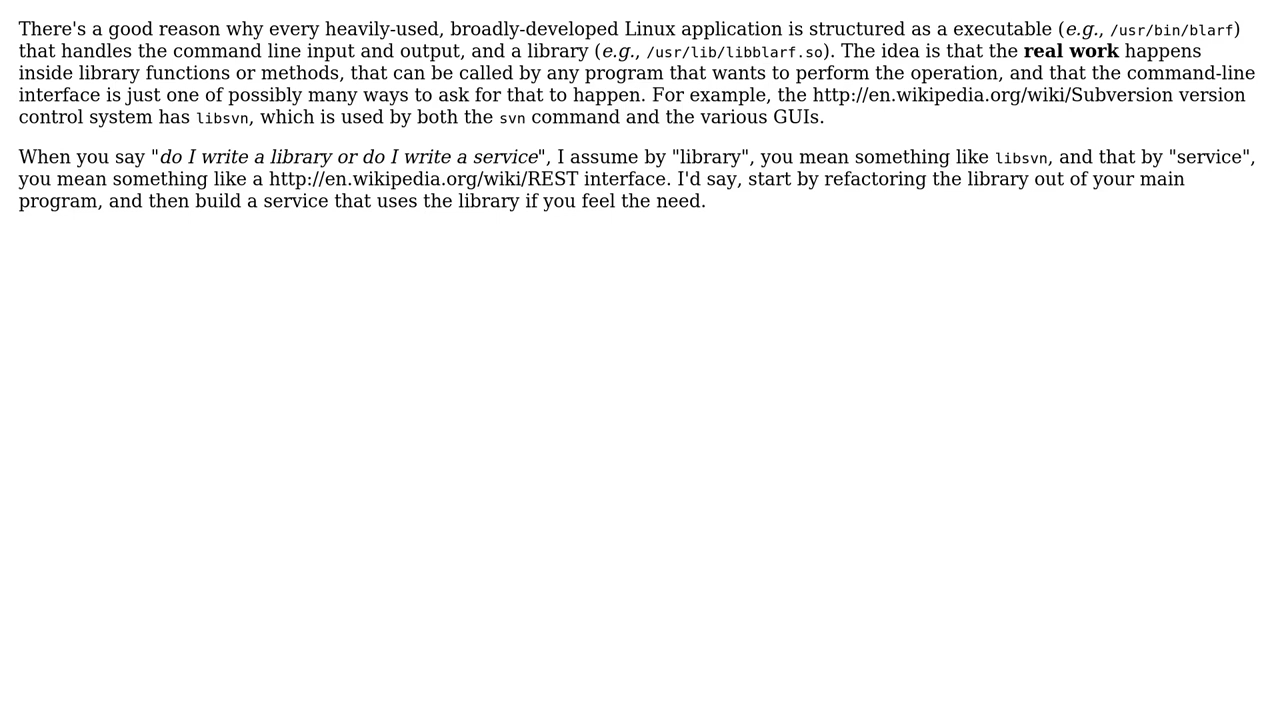 There's a good reason why every heavily-used, broadly-developed Linux application is structured as a executable (e.g., /usr/bin/blarf)
that handles the command line input and output, and a library (e.g., /usr/lib/libblarf.so). The idea is that the real work happens
inside library functions or methods, that can be called by any program that wants to perform the operation, and that the command-line
interface is just one of possibly many ways to ask for that to happen. For example, the http://en.wikipedia.org/wiki/Subversion version
control system has libsvn, which is used by both the svn command and the various GUIs.
When you say "do I write a library or do I write a service", I assume by "library", you mean something like libsvn, and that by "service",
you mean something like a http://en.wikipedia.org/wiki/REST interface. I'd say, start by refactoring the library out of your main
program, and then build a service that uses the library if you feel the need.